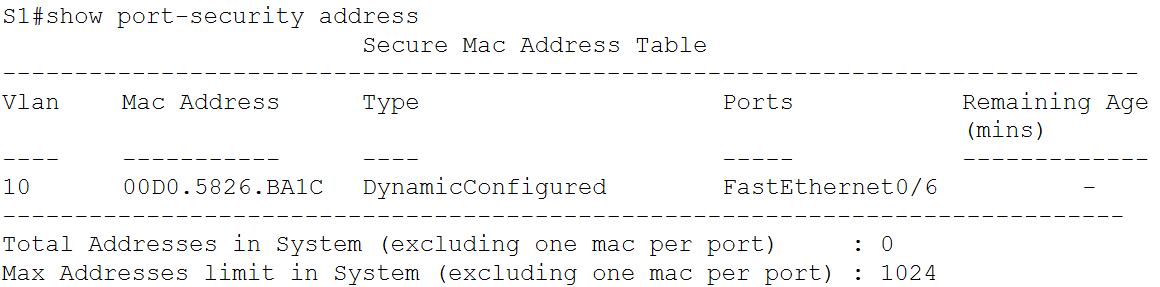 S1#show port-security address
Secure Mac Address Table
-------------------------------------------------------------------------------
Vlan Mac Address Type Ports Remaining Age
(mins)
---- ----------- ---- ----- -------------
10 00D0.5826.BA1C DynamicConfigured FastEthernet0/6 -
------------------------------------------------------------------------------
Total Addresses in System (excluding one mac per port) : 0
Max Addresses limit in System (excluding one mac per port) : 1024